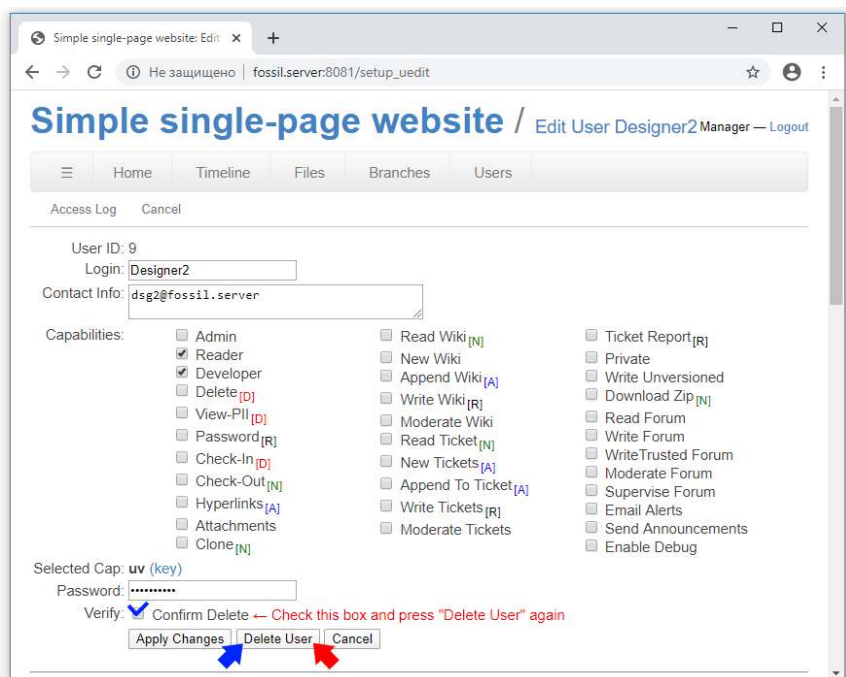 Simple single-page website: Edit
Не защищено | fossil.server:8081/setup_uedit
Simple single-page website / Edit User Designer2 Manager — Logout
☰ Home Timeline Files Branches Users
Access Log Cancel
User ID: 9
Login: Designer2
Contact Info: dsg2@fossil.server
Capabilities:
Admin
Reader
Developer
Delete[D]
View-PII[D]
Password[R]
Check-In[D]
Check-Out[N]
Hyperlinks[A]
Attachments
Clone[N]
Read Wiki[N]
New Wiki
Append Wiki[A]
Write Wiki[R]
Moderate Wiki
Read Ticket[N]
New Tickets[A]
Append To Ticket[A]
Write Tickets[R]
Moderate Tickets
Ticket Report[R]
Private
Write Unversioned
Download Zip[N]
Read Forum
Write Forum
WriteTrusted Forum
Moderate Forum
Supervise Forum
Email Alerts
Send Announcements
Enable Debug
Selected Cap: uv (key)
Password: ••••••••••
Verify: Confirm Delete ← Check this box and press "Delete User" again
Apply Changes Delete User Cancel